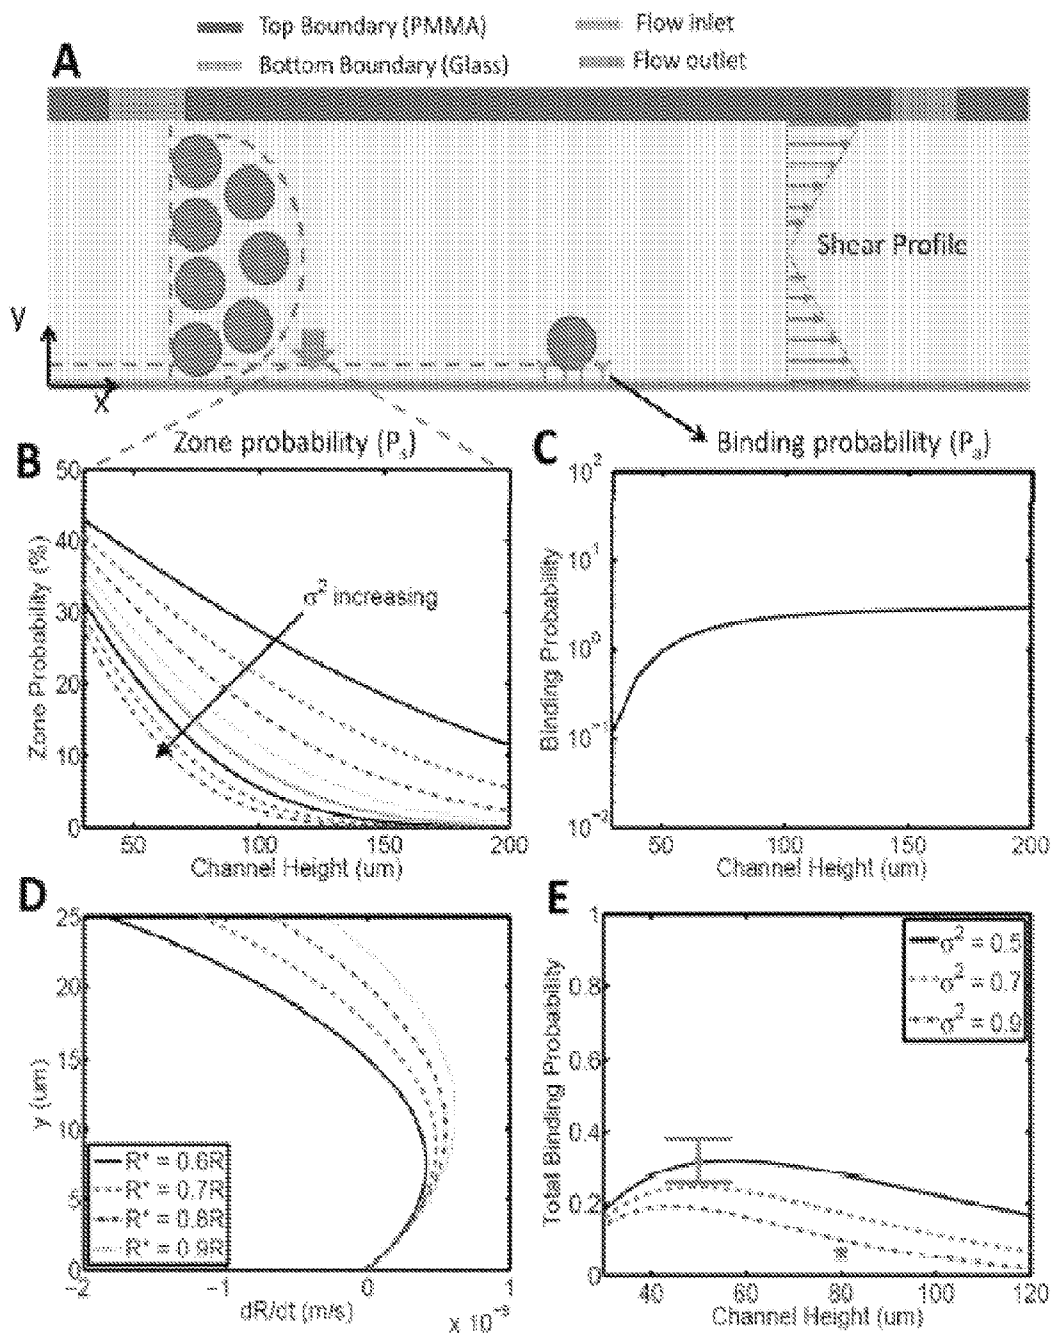 Top Boundary (PMMA)
Flow inlet
Bottom Boundary (Glass)
Flow outlet
A
Shear Profile
y
x
B
Zone probability (Ps)
C
Binding probability (Pa)
50
40
30
20
10
0
Zone Probability (%)
σ² increasing
50
100
150
200
Channel Height (um)
10²
10¹
10⁰
10⁻¹
10⁻²
Binding Probability
50
100
150
200
Channel Height (um)
D
25
20
15
10
5
0
y (um)
R* = 0.6R
R* = 0.7R
R* = 0.8R
R* = 0.9R
-2
-1
0
1
dR/dt (m/s)
x 10⁻³
E
1
0.8
0.6
0.4
0.2
0
Total Binding Probability
σ² = 0.5
σ² = 0.7
σ² = 0.9
40
60
80
100
120
Channel Height (um)